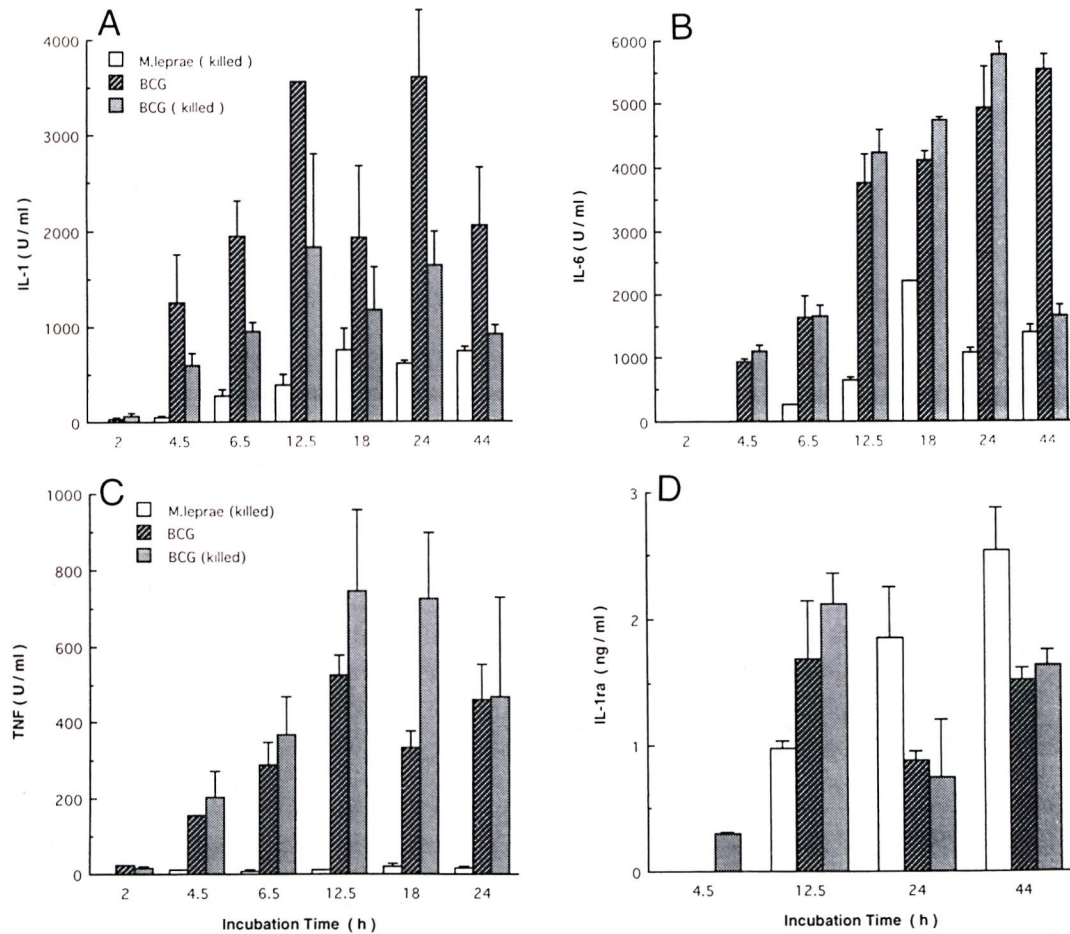 A
IL-1 ( U / ml )
4000
3000
2000
1000
0
M.leprae ( killed )
BCG
BCG ( killed )
2 4.5 6.5 12.5 18 24 44
B
IL-6 ( U / ml )
6000
5000
4000
3000
2000
1000
0
2 4.5 6.5 12.5 18 24 44
C
TNF ( U / ml )
1000
800
600
400
200
0
M.leprae (killed)
BCG
BCG (killed)
2 4.5 6.5 12.5 18 24
Incubation Time ( h )
D
IL-1ra ( ng / ml )
3
2
1
0
4.5 12.5 24 44
Incubation Time ( h )